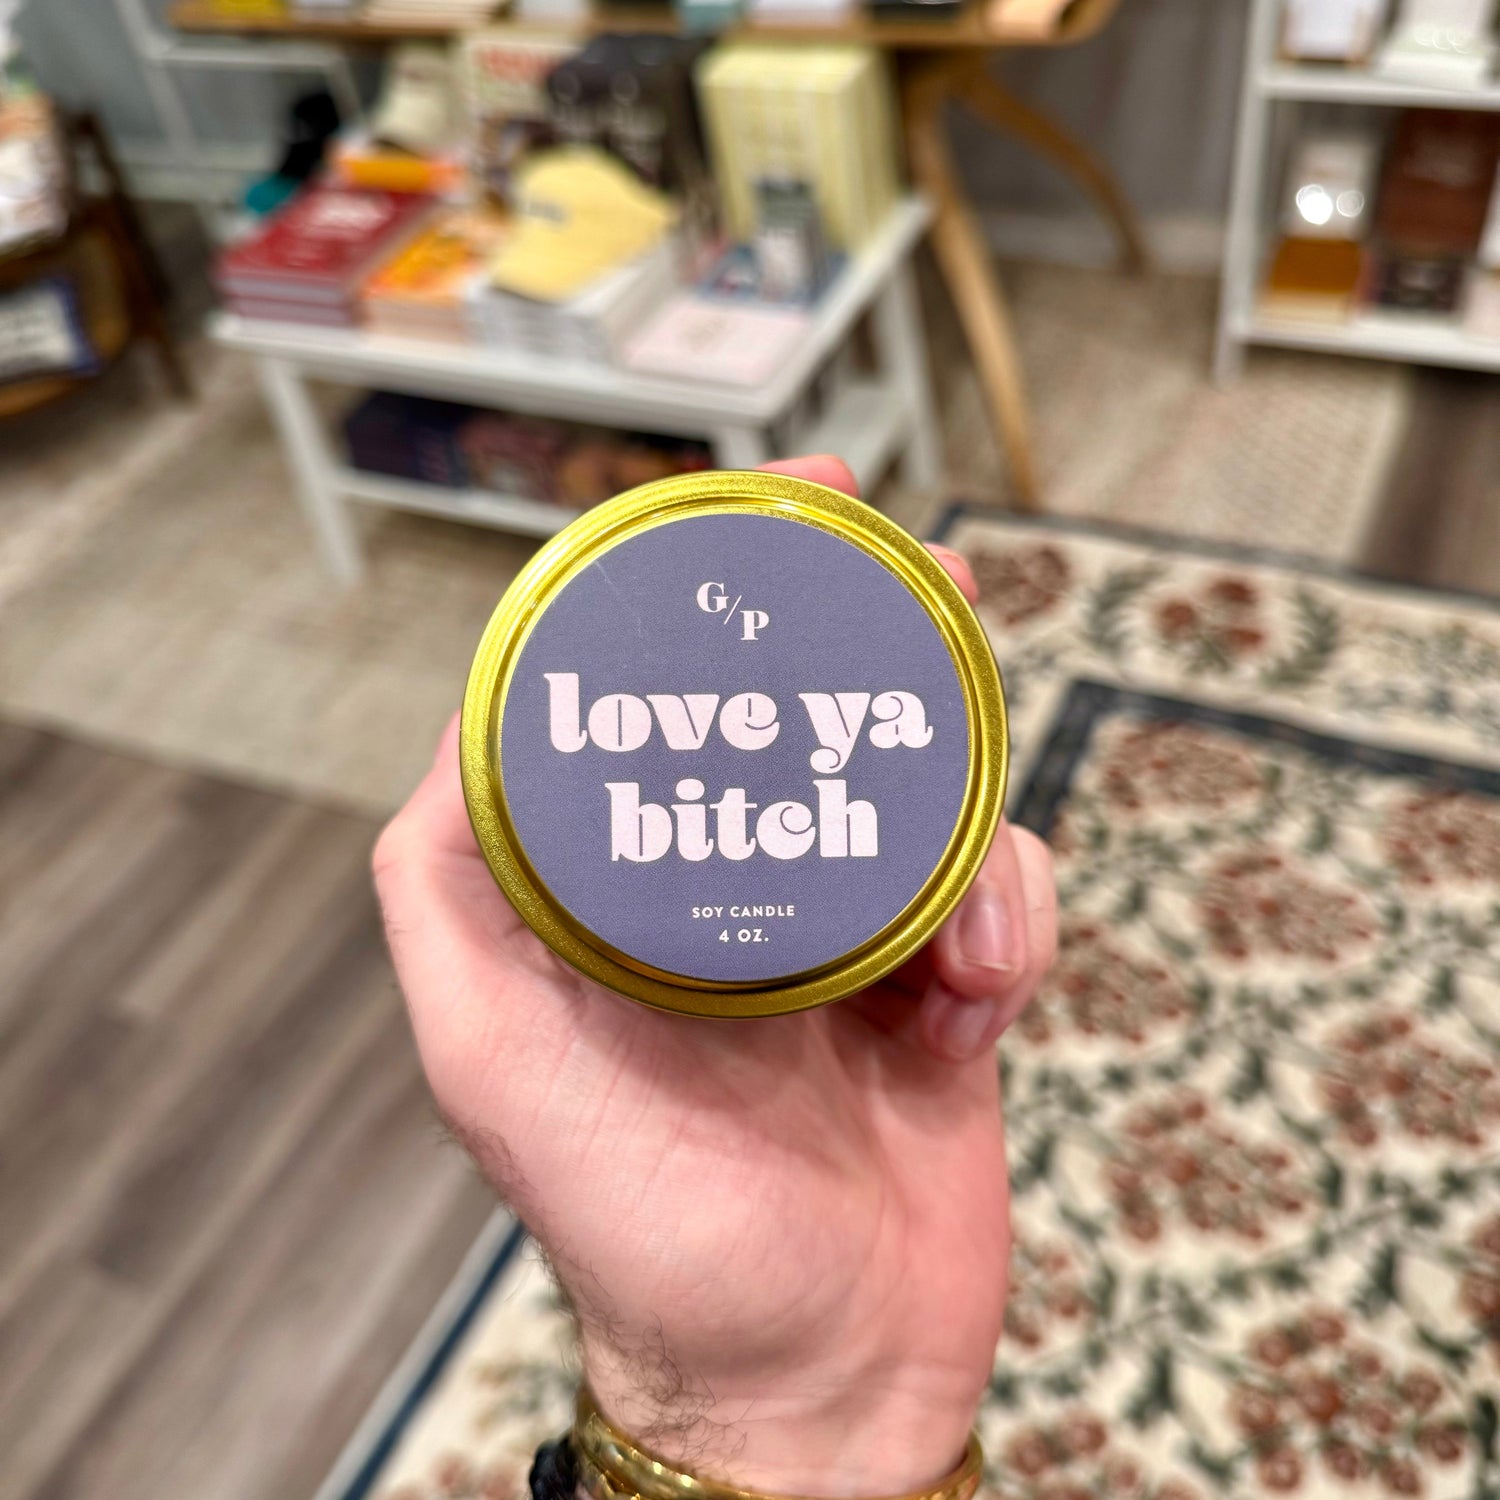 G/P
love ya
bitch
SOY CANDLE
4 OZ.